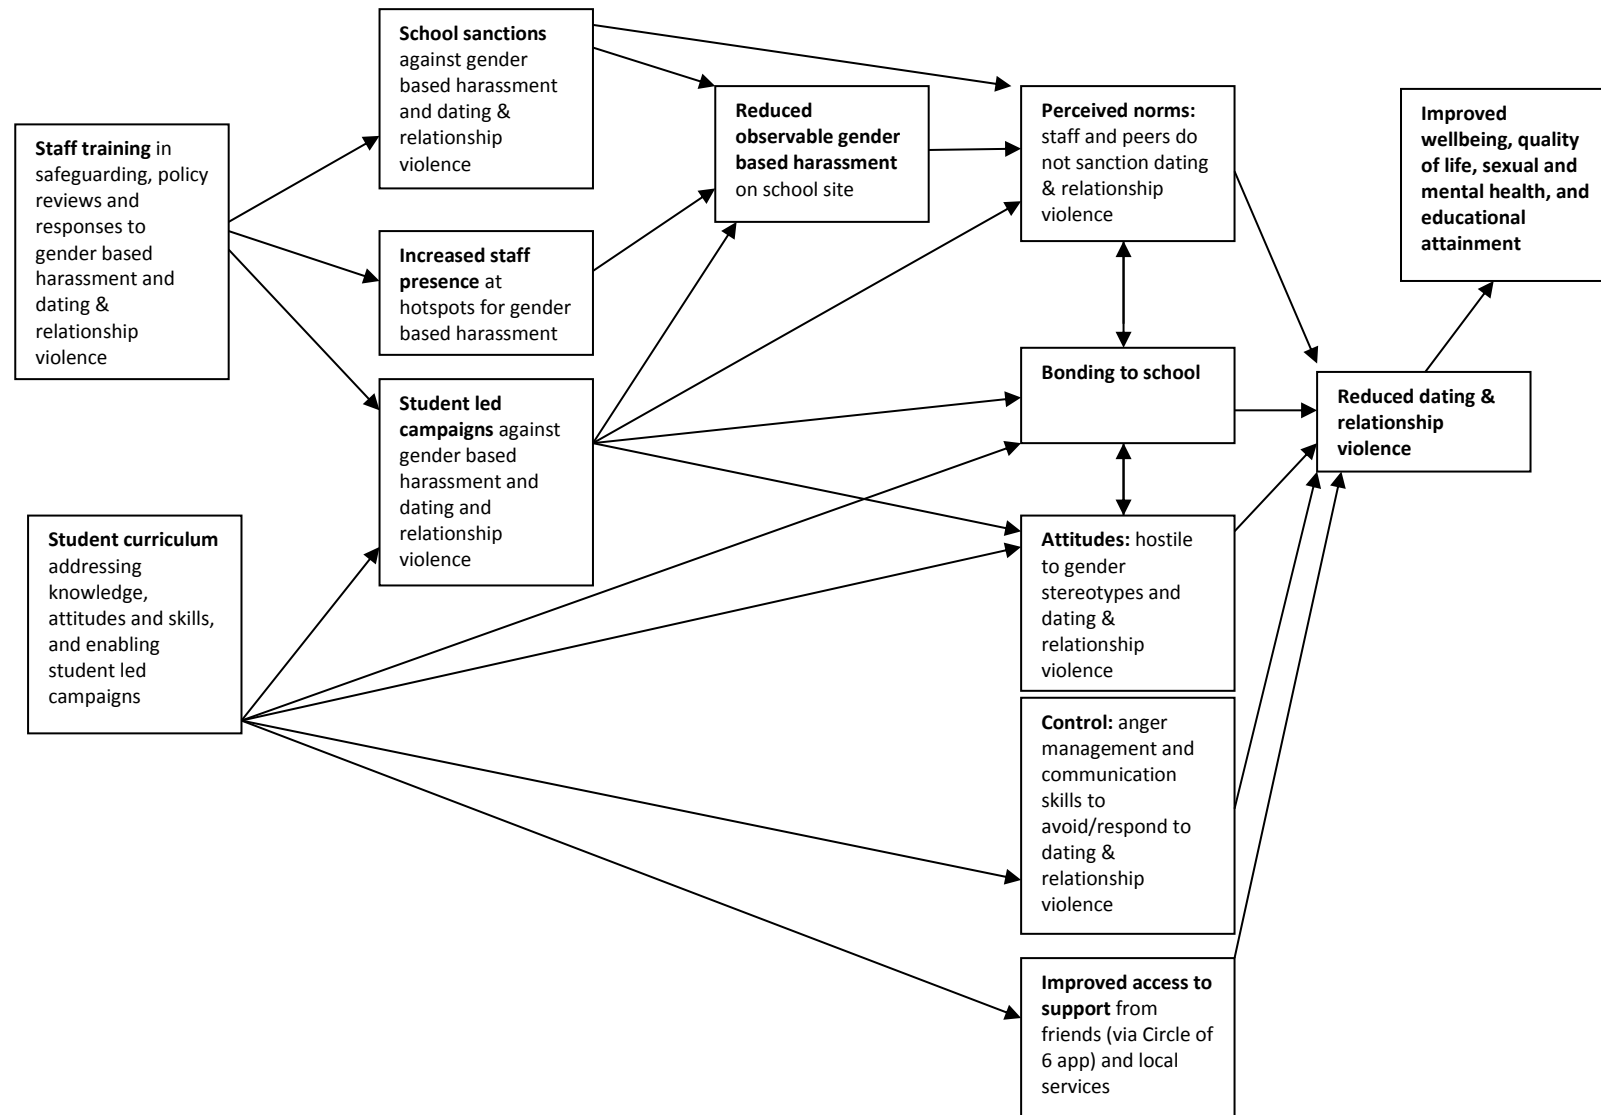 School sanctions
against gender
based harassment
and dating &
relationship
violence
Staff training in
safeguarding, policy
reviews and
responses to
gender based
harassment and
dating &
relationship
violence
Increased staff
presence at
hotspots for gender
based harassment
Student led
campaigns against
gender based
harassment and
dating and
relationship
violence
Student curriculum
addressing
knowledge,
attitudes and skills,
and enabling
student led
campaigns
Reduced
observable gender
based harassment
on school site
Perceived norms:
staff and peers do
not sanction dating
& relationship
violence
Bonding to school
Attitudes: hostile
to gender
stereotypes and
dating &
relationship
violence
Control: anger
management and
communication
skills to
avoid/respond to
dating &
relationship
violence
Improved access to
support from
friends (via Circle of
6 app) and local
services
Reduced dating &
relationship
violence
Improved
wellbeing, quality
of life, sexual and
mental health, and
educational
attainment